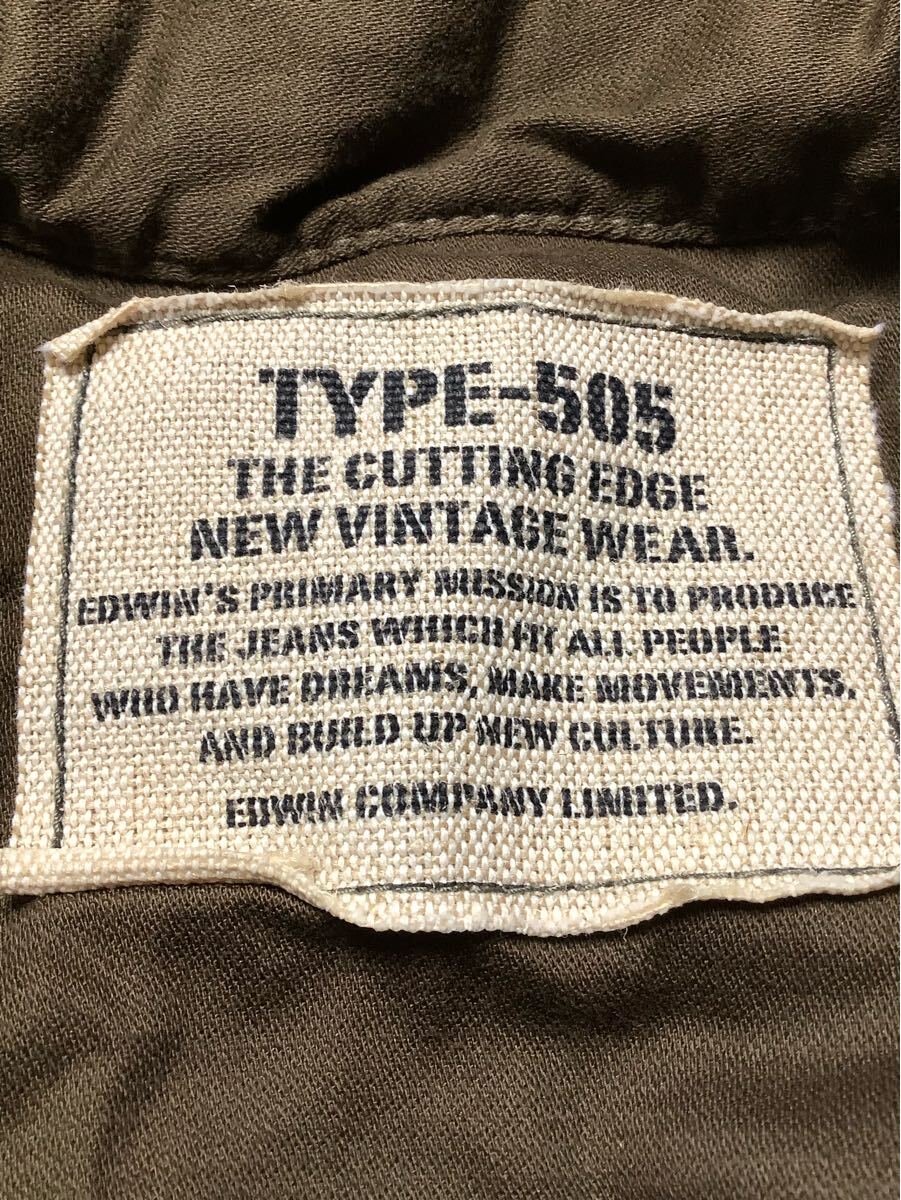 TYPE-505
THE CUTTING EDGE
NEW VINTAGE WEAR.
EDWIN'S PRIMARY MISSION IS TO PRODUCE
THE JEANS WHICH FIT ALL PEOPLE
WHO HAVE DREAMS, MAKE MOVEMENTS,
AND BUILD UP NEW CULTURE.
EDWIN COMPANY LIMITED.